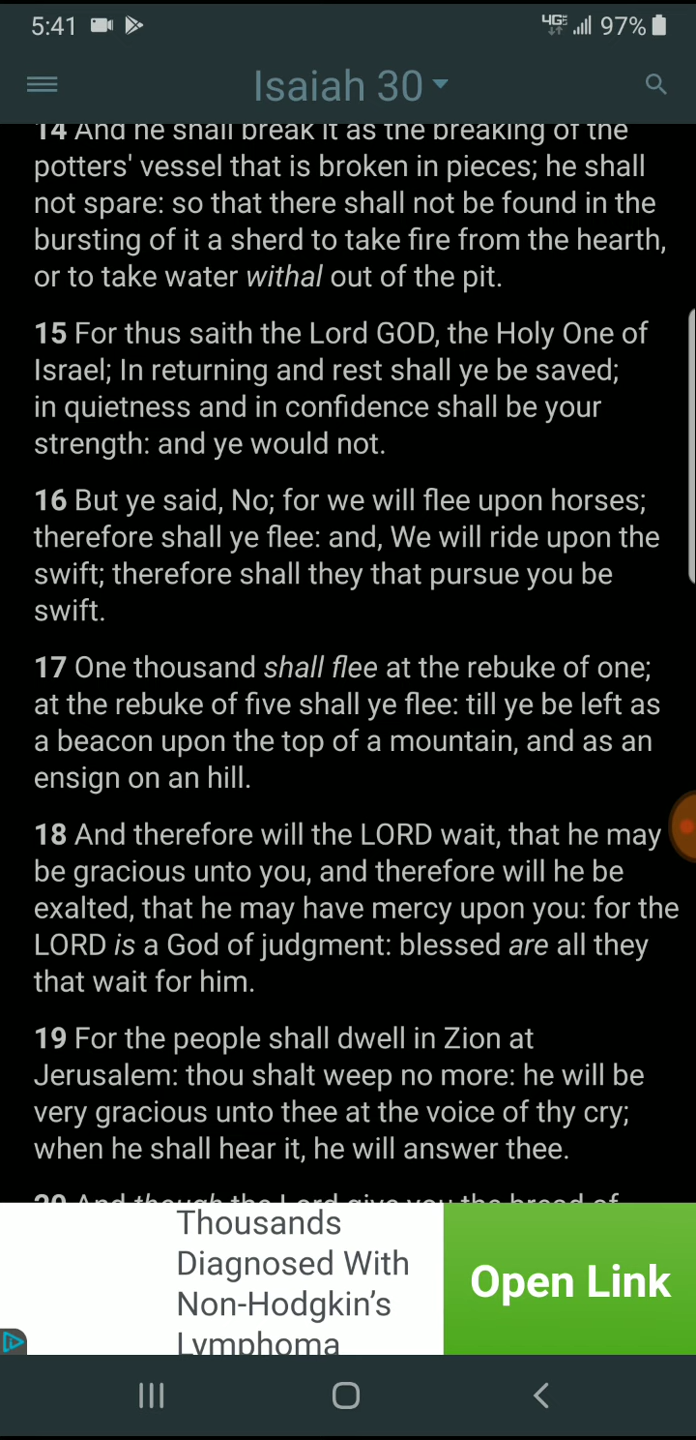 5:41
4GE 97%
Isaiah 30
14 And he shall break it as the breaking of the
potters' vessel that is broken in pieces; he shall
not spare: so that there shall not be found in the
bursting of it a sherd to take fire from the hearth,
or to take water withal out of the pit.
15 For thus saith the Lord GOD, the Holy One of
Israel; In returning and rest shall ye be saved;
in quietness and in confidence shall be your
strength: and ye would not.
16 But ye said, No; for we will flee upon horses;
therefore shall ye flee: and, We will ride upon the
swift; therefore shall they that pursue you be
swift.
17 One thousand shall flee at the rebuke of one;
at the rebuke of five shall ye flee: till ye be left as
a beacon upon the top of a mountain, and as an
ensign on an hill.
18 And therefore will the LORD wait, that he may
be gracious unto you, and therefore will he be
exalted, that he may have mercy upon you: for the
LORD is a God of judgment: blessed are all they
that wait for him.
19 For the people shall dwell in Zion at
Jerusalem: thou shalt weep no more: he will be
very gracious unto thee at the voice of thy cry;
when he shall hear it, he will answer thee.
20 And though the Lord give you the bread of
Thousands
Diagnosed With
Non-Hodgkin's
Lymphoma
Open Link